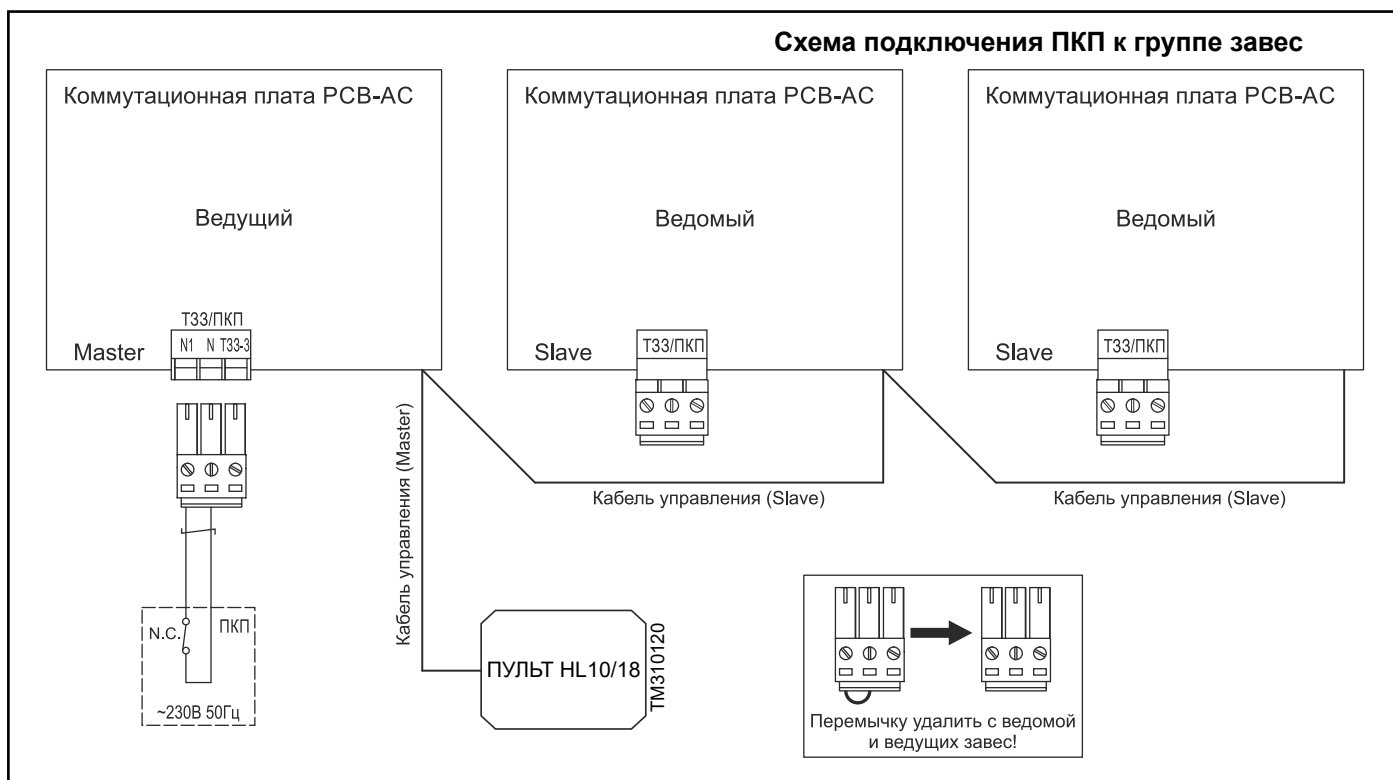 Схема подключения ПКП к группе завес
Коммутационная плата PCB-AC
Ведущий
ТЗЗ/ПКП
Master
N1 N ТЗЗ-3
Коммутационная плата PCB-AC
Ведомый
Slave
ТЗЗ/ПКП
Коммутационная плата PCB-AC
Ведомый
Slave
ТЗЗ/ПКП
Кабель управления (Master)
Кабель управления (Slave)
Кабель управления (Slave)
N.C.
ПКП
~230В 50Гц
ПУЛЬТ HL10/18
TM310120
Перемычку удалить с ведомой
и ведущих завес!